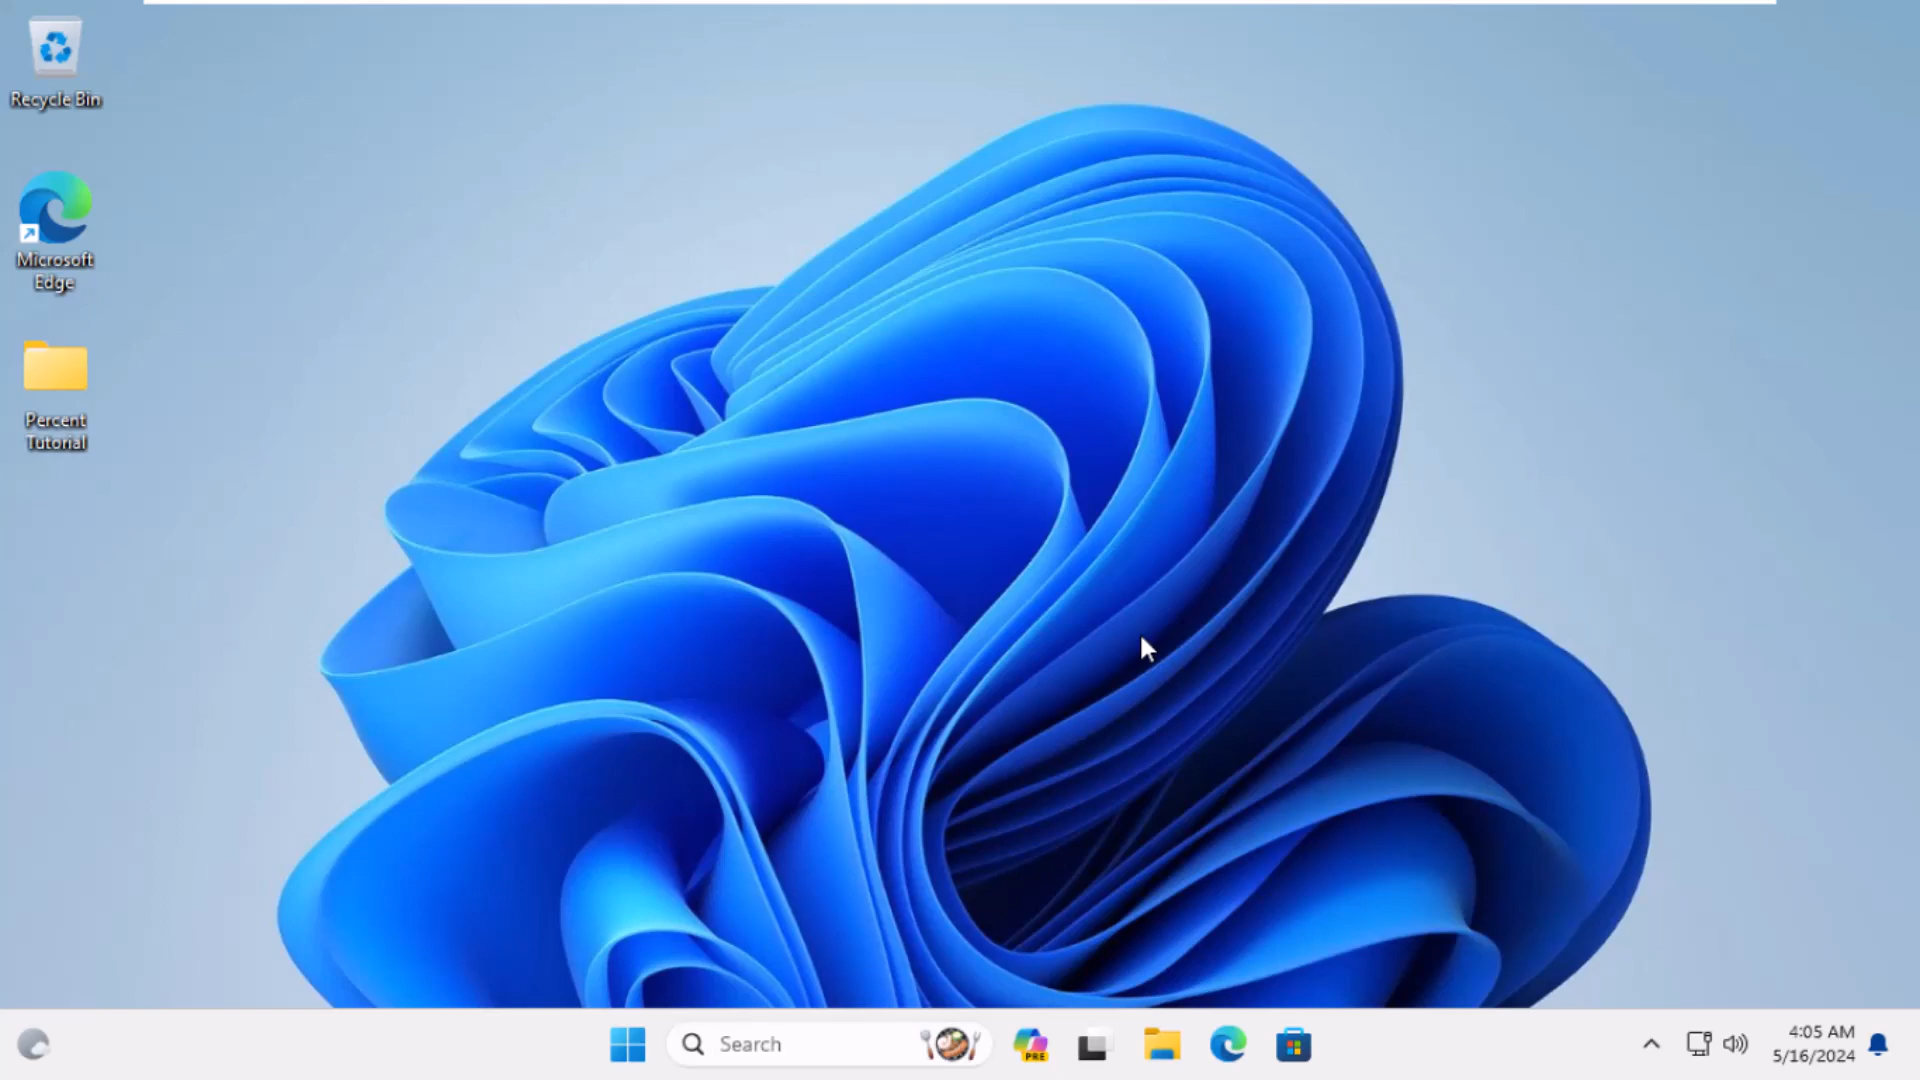 Recycle Bin
Microsoft
Edge
Percent
Tutorial
Search
PRE
4:05 AM
5/16/2024